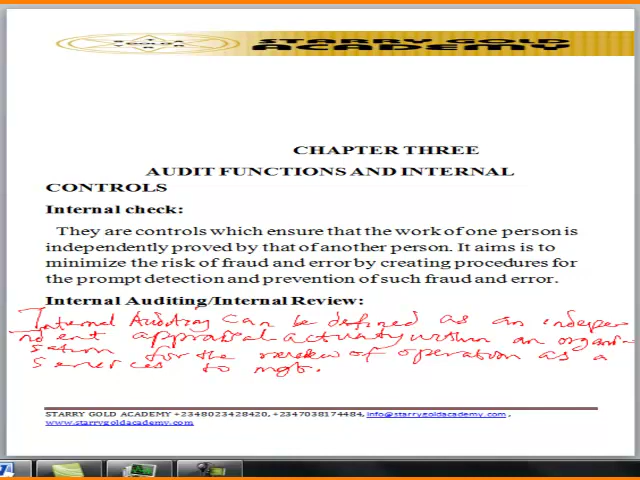 STARRY GOLD
ACADEMY
CHAPTER THREE
AUDIT FUNCTIONS AND INTERNAL
CONTROLS
Internal check:
They are controls which ensure that the work of one person is
independently proved by that of another person. It aims is to
minimize the risk of fraud and error by creating procedures for
the prompt detection and prevention of such fraud and error.
Internal Auditing/Internal Review:
Internal Auditing can be defined as an indepen
ndent appraisal activity within an organi-
sation for the review of operation as a
services to mgt.
STARRY GOLD ACADEMY +2348023428420, +2347038174484, info@starrygoldacademy.com ,
www.starrygoldacademy.com